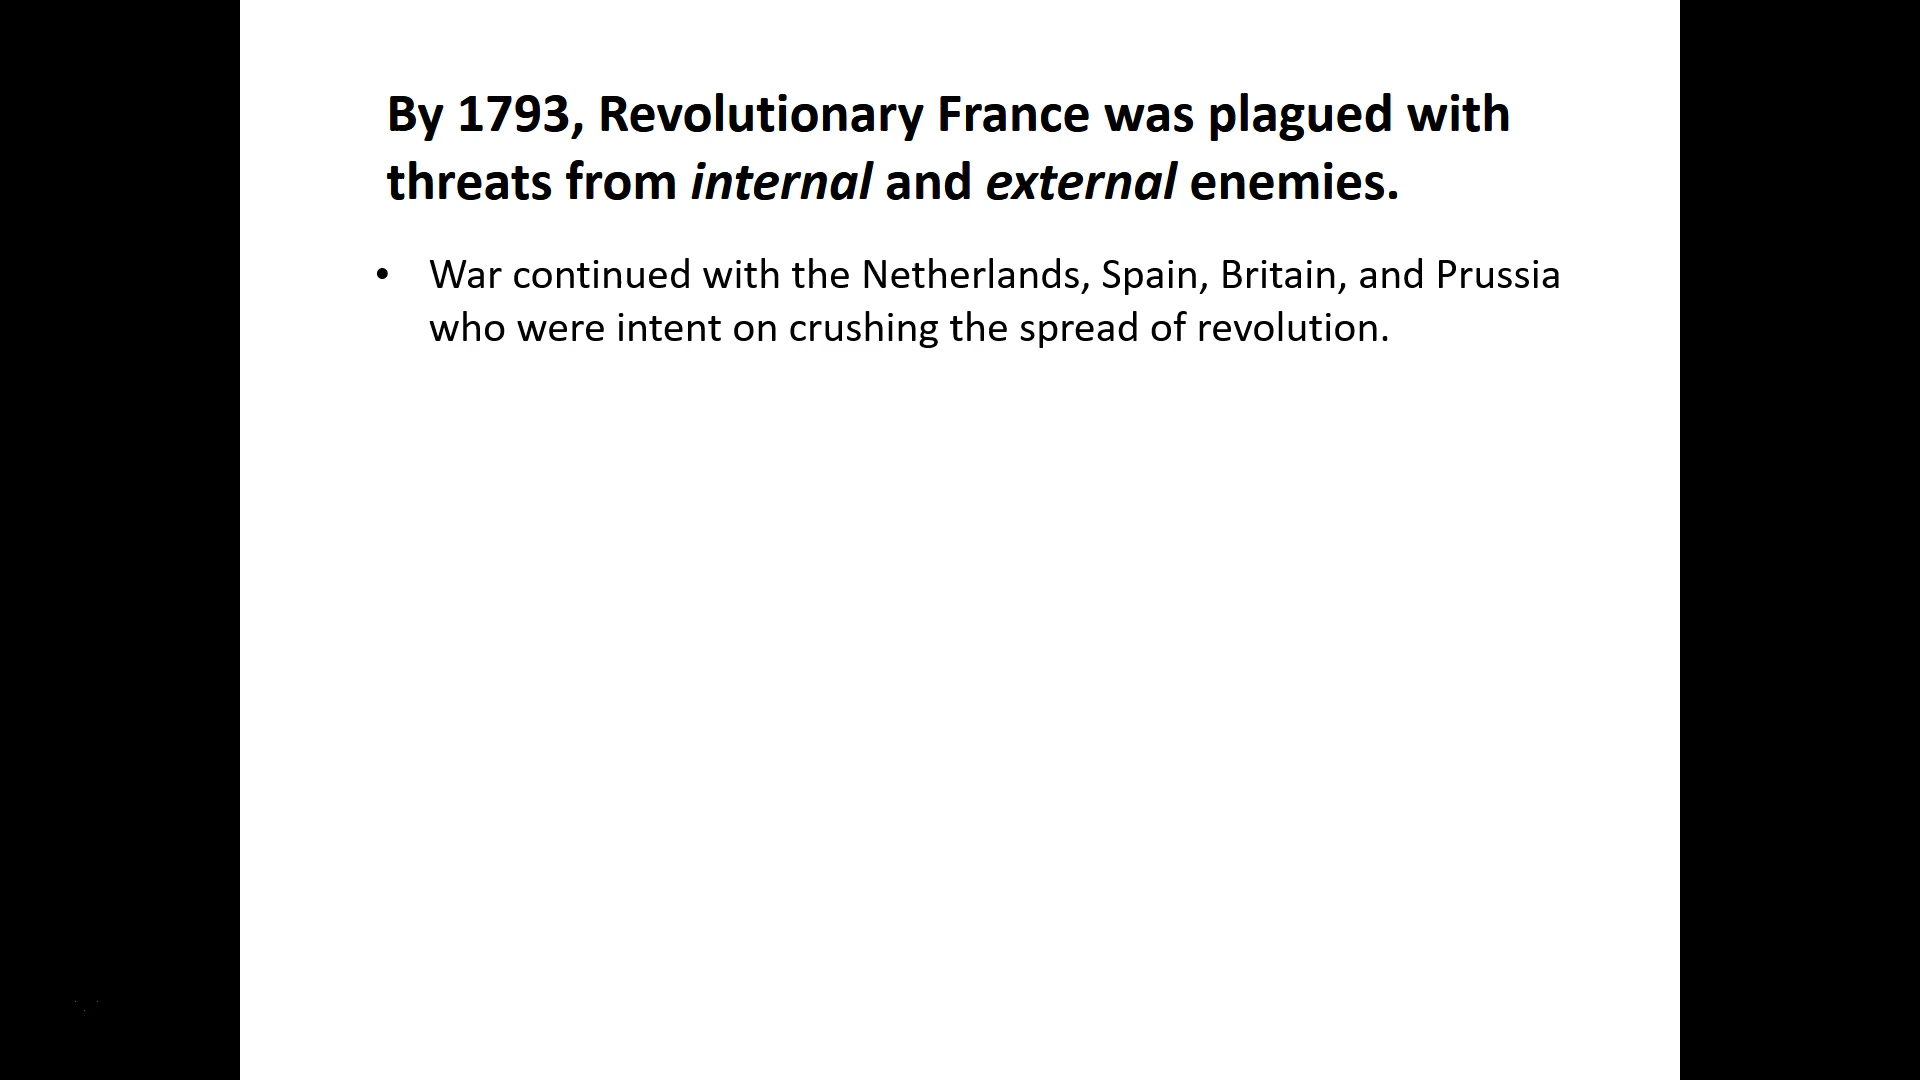 By 1793, Revolutionary France was plagued with
threats from internal and external enemies.
• War continued with the Netherlands, Spain, Britain, and Prussia
who were intent on crushing the spread of revolution.